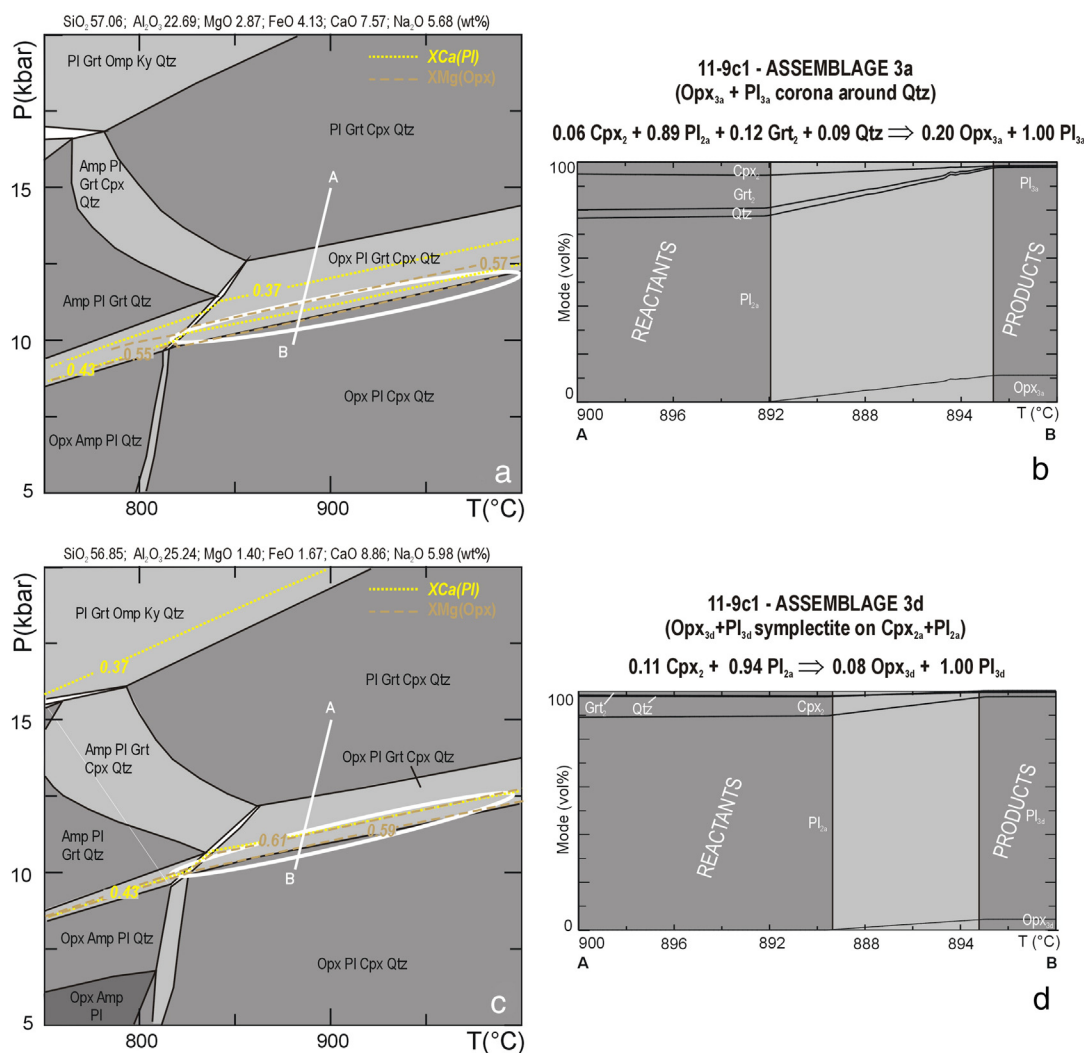 SiO₂ 57.06; Al₂O₃ 22.69; MgO 2.87; FeO 4.13; CaO 7.57; Na₂O 5.68 (wt%)
P(kbar)
Pl Grt Omp Ky Qtz
XCa(Pl)
XMg(Opx)
Pl Grt Cpx Qtz
15
Amp Pl
Grt Cpx
Qtz
A
Opx Pl Grt Cpx Qtz
0.57
0.37
Amp Pl Grt Qtz
10
0.55
B
0.43
Opx Pl Cpx Qtz
Opx Amp Pl Qtz
a
5
800
900
T(°C)
11-9c1 - ASSEMBLAGE 3a
(Opx₃ₐ + Pl₃ₐ corona around Qtz)
0.06 Cpx₂ + 0.89 Pl₂ₐ + 0.12 Grt₂ + 0.09 Qtz ⇒ 0.20 Opx₃ₐ + 1.00 Pl₃ₐ
100
Cpx₂
Pl₃ₐ
Grt₂
Qtz
Mode (vol%)
REACTANTS
Pl₂ₐ
PRODUCTS
0
Opx₃ₐ
900
896
892
888
894
T (°C)
A
B
b
SiO₂ 56.85; Al₂O₃ 25.24; MgO 1.40; FeO 1.67; CaO 8.86; Na₂O 5.98 (wt%)
P(kbar)
XCa(Pl)
XMg(Opx)
Pl Grt Omp Ky Qtz
0.37
Pl Grt Cpx Qtz
15
A
Amp Pl Grt
Cpx Qtz
Opx Pl Grt Cpx Qtz
Amp Pl
Grt Qtz
0.61
0.59
10
0.43
B
Opx Amp Pl Qtz
Opx Pl Cpx Qtz
Opx Amp
Pl
c
5
800
900
T(°C)
11-9c1 - ASSEMBLAGE 3d
(Opx₃d+Pl₃d symplectite on Cpx₂ₐ+Pl₂ₐ)
0.11 Cpx₂ + 0.94 Pl₂ₐ ⇒ 0.08 Opx₃d + 1.00 Pl₃d
100
Grt₂
Qtz
Cpx₂
Mode (vol%)
REACTANTS
Pl₂ₐ
PRODUCTS
Pl₃d
0
Opx₃d
900
896
892
888
894
T (°C)
A
B
d